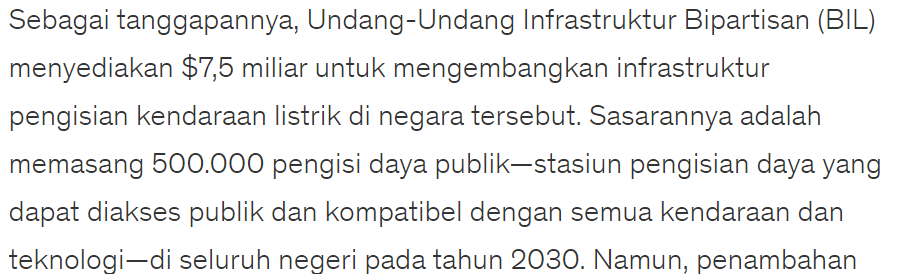 Sebagai tanggapannya, Undang-Undang Infrastruktur Bipartisan (BIL)
menyediakan $7,5 miliar untuk mengembangkan infrastruktur
pengisian kendaraan listrik di negara tersebut. Sasarannya adalah
memasang 500.000 pengisi daya publik—stasiun pengisian daya yang
dapat diakses publik dan kompatibel dengan semua kendaraan dan
teknologi—di seluruh negeri pada tahun 2030. Namun, penambahan